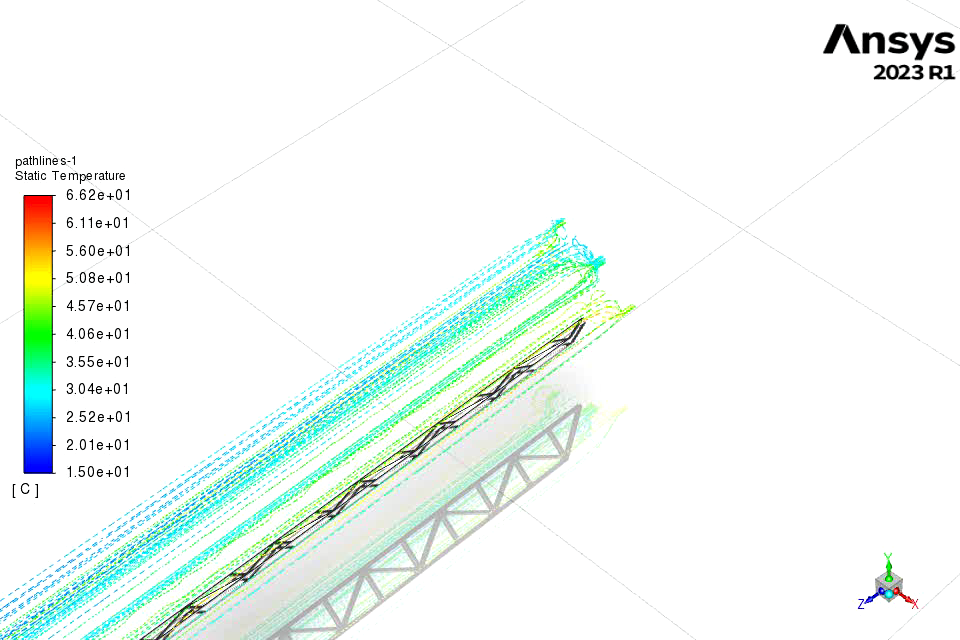 Ansys
2023 R1
pathlines-1
Static Temperature
6.62e+01
6.11e+01
5.60e+01
5.08e+01
4.57e+01
4.06e+01
3.55e+01
3.04e+01
2.52e+01
2.01e+01
1.50e+01
[ C ]
Y
Z
X